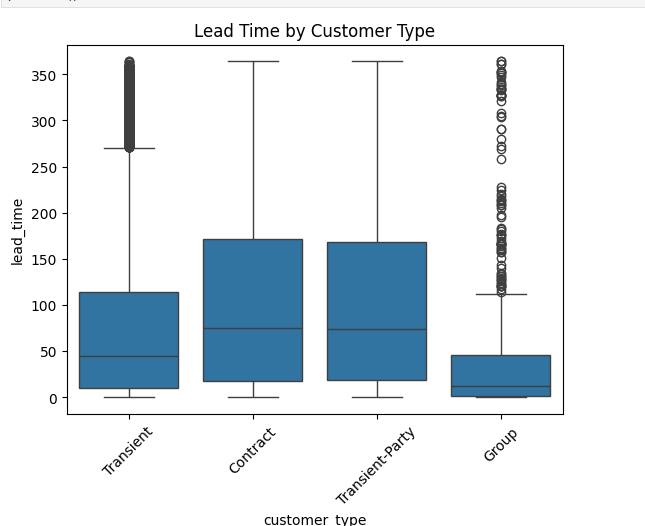 Lead Time by Customer Type
350
300
250
200
150
100
50
0
lead_time
Transient
Contract
Transient-Party
Group
customer_type